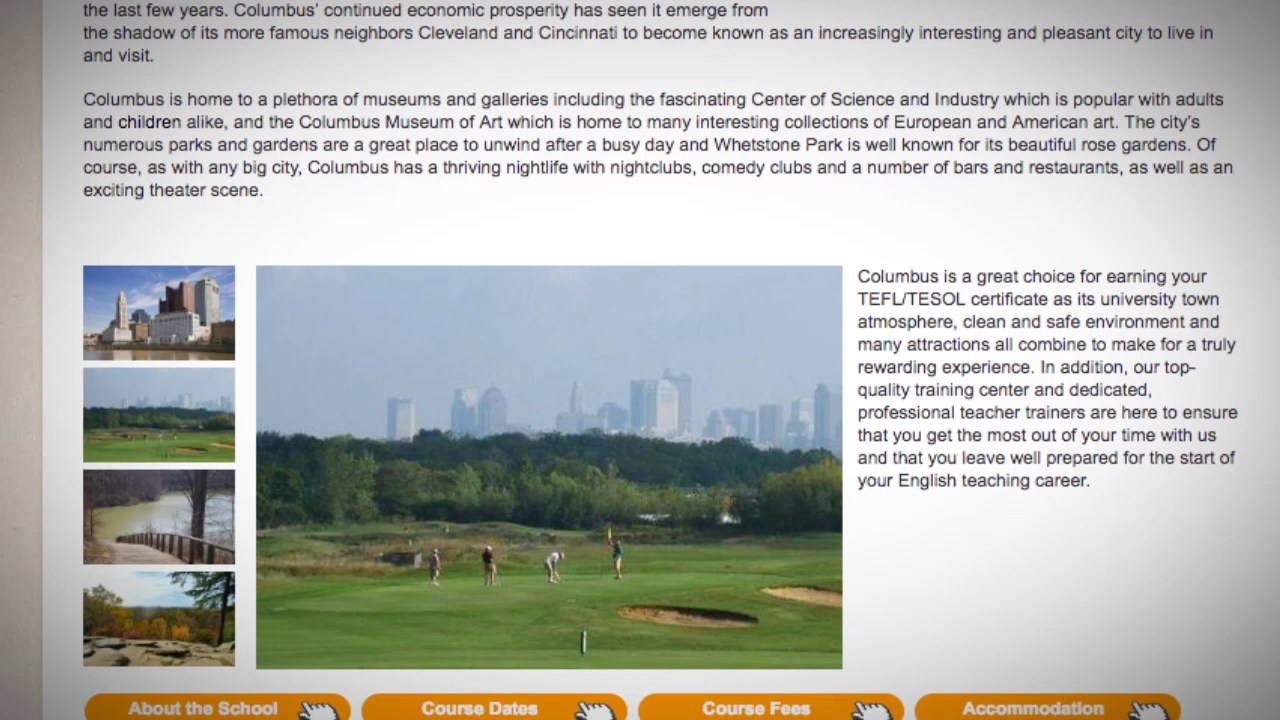 the last few years. Columbus' continued economic prosperity has seen it emerge from
the shadow of its more famous neighbors Cleveland and Cincinnati to become known as an increasingly interesting and pleasant city to live in
and visit.
Columbus is home to a plethora of museums and galleries including the fascinating Center of Science and Industry which is popular with adults
and children alike, and the Columbus Museum of Art which is home to many interesting collections of European and American art. The city's
numerous parks and gardens are a great place to unwind after a busy day and Whetstone Park is well known for its beautiful rose gardens. Of
course, as with any big city, Columbus has a thriving nightlife with nightclubs, comedy clubs and a number of bars and restaurants, as well as an
exciting theater scene.
Columbus is a great choice for earning your
TEFL/TESOL certificate as its university town
atmosphere, clean and safe environment and
many attractions all combine to make for a truly
rewarding experience. In addition, our top-
quality training center and dedicated,
professional teacher trainers are here to ensure
that you get the most out of your time with us
and that you leave well prepared for the start of
your English teaching career.
About the School
Course Dates
Course Fees
Accommodation